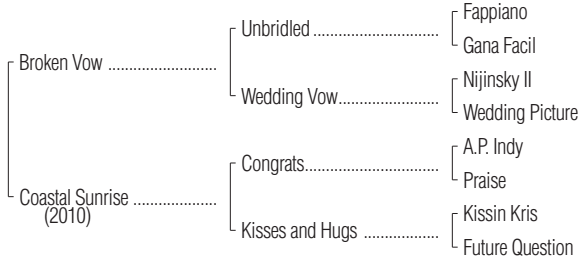 Fappiano
Unbridled ..............................
Gana Facil
Broken Vow ..........................
Nijinsky II
Wedding Vow........................
Wedding Picture
A.P. Indy
Congrats................................
Praise
Coastal Sunrise ....................
(2010)
Kissin Kris
Kisses and Hugs ..................
Future Question